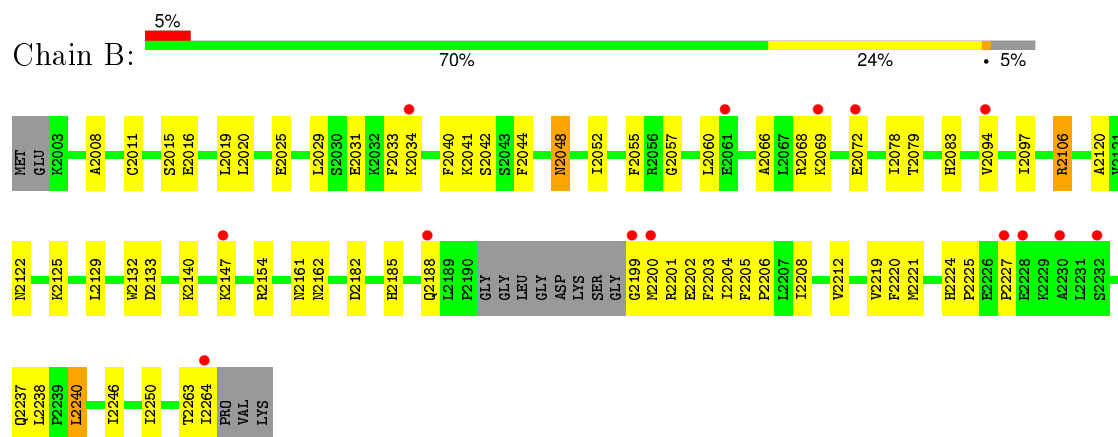 5%
Chain B:
70% 24% • 5%
MET GLU K2003 A2008 C2011 S2015 E2016 L2019 L2020 E2025 L2029 S2030 E2031 K2032 F2033 K2034 F2040 K2041 S2042 S2043 F2044 N2048 I2052 F2055 R2056 G2057 L2060 E2061 A2066 L2067 R2068 K2069 E2072 I2078 T2079 H2083 V2094 I2097 R2106 A2120 V2121
N2122 K2125 L2129 W2132 D2133 K2140 K2147 R2154 N2161 N2162 D2182 H2185 Q2188 L2189 P2190 GLY GLY LEU GLY ASP LYS SER GLY G2199 M2200 R2201 E2202 F2203 I2204 F2205 P2206 L2207 I2208 V2212 V2219 F2220 M2221 H2224 P2225 E2226 P2227 E2228 K2229 A2230 L2231 S2232
Q2237 L2238 P2239 L2240 I2246 I2250 T2263 I2264 PRO VAL LYS